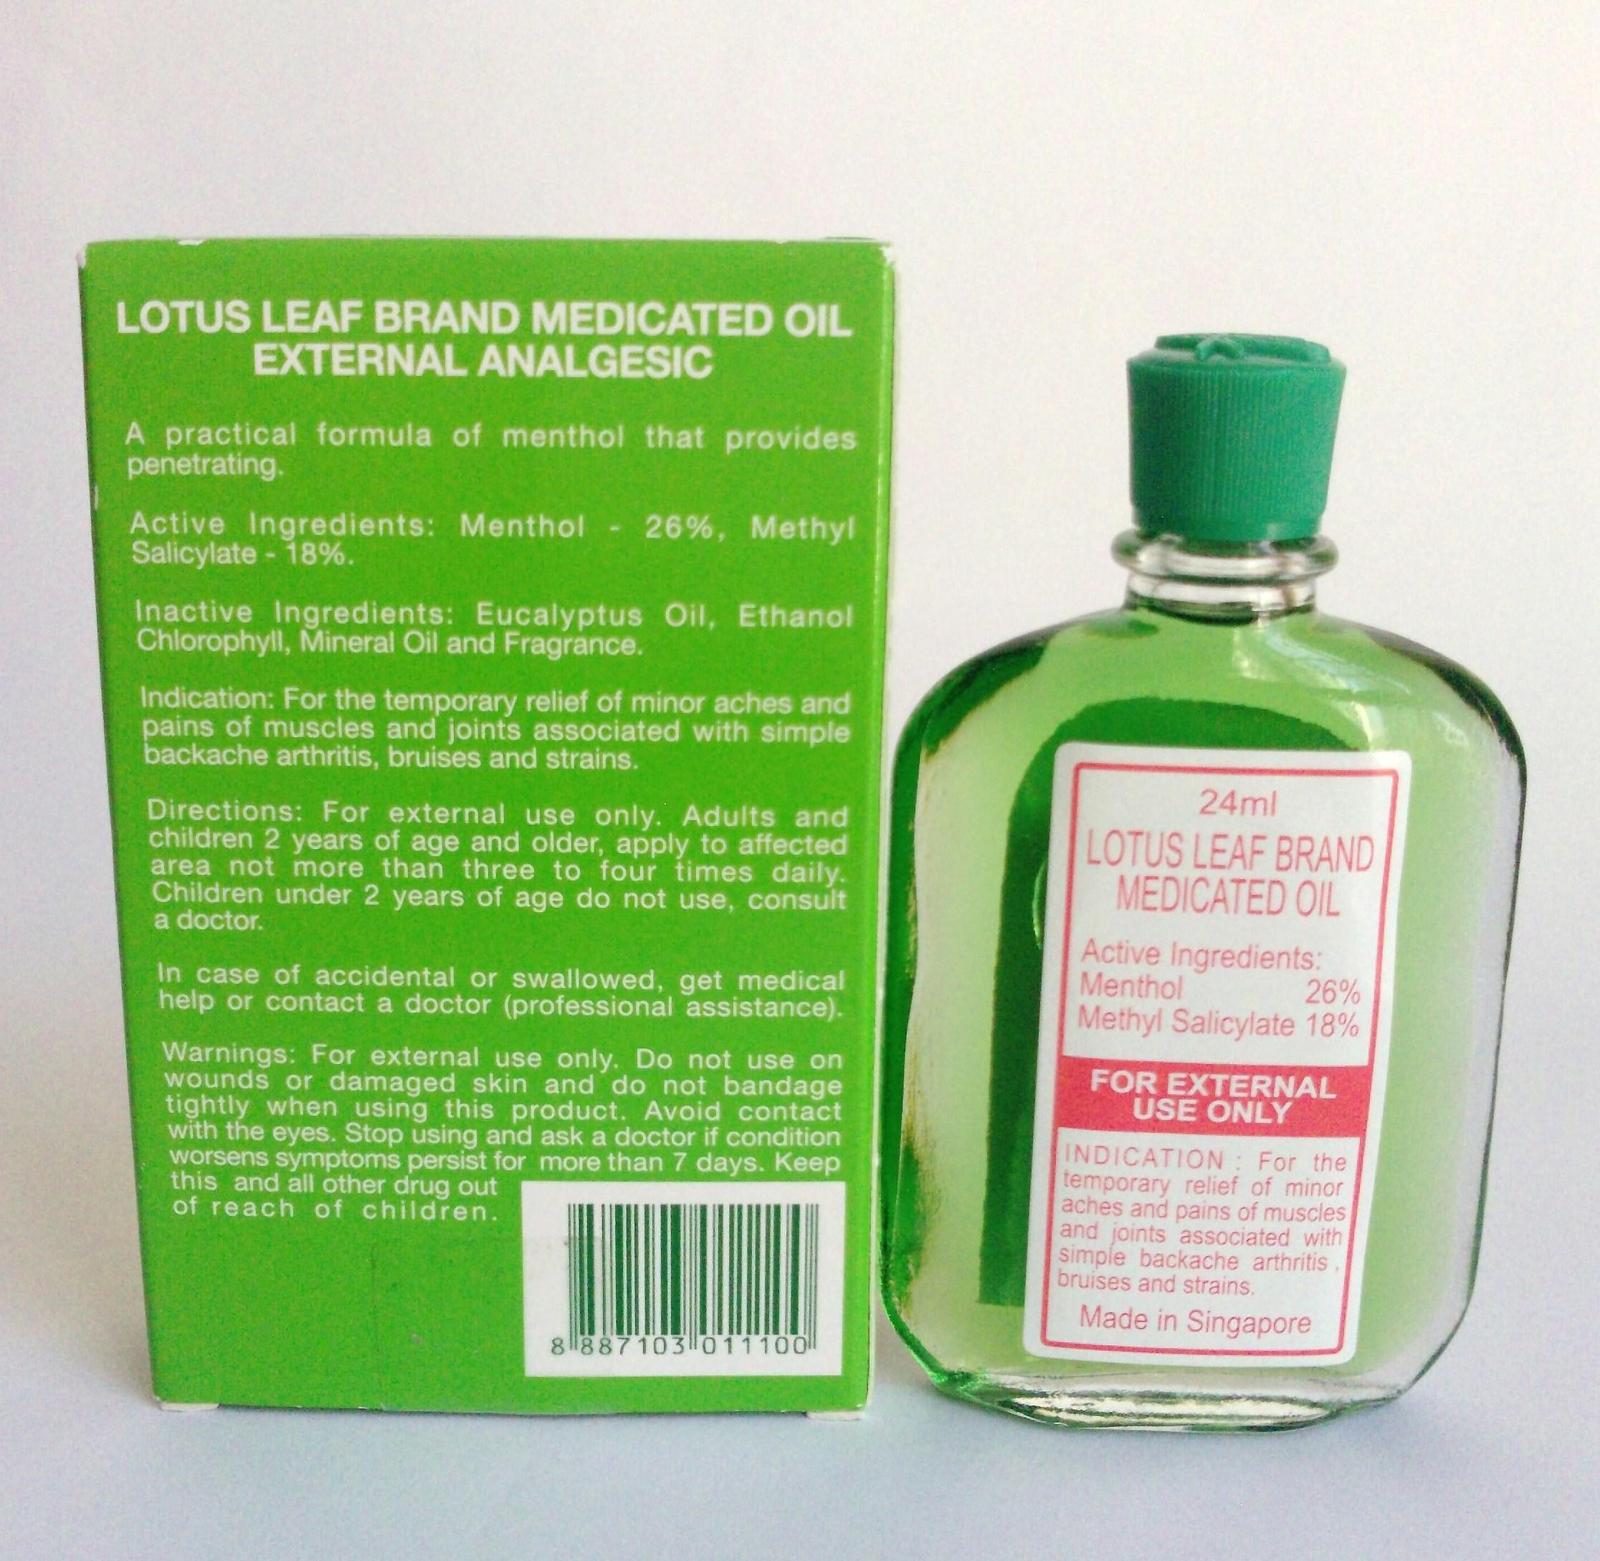 LOTUS LEAF BRAND MEDICATED OIL
EXTERNAL ANALGESIC
A practical formula of menthol that provides
penetrating.
Active Ingredients: Menthol - 26%, Methyl
Salicylate - 18%.
Inactive Ingredients: Eucalyptus Oil, Ethanol
Chlorophyll, Mineral Oil and Fragrance.
Indication: For the temporary relief of minor aches and
pains of muscles and joints associated with simple
backache arthritis, bruises and strains.
Directions: For external use only. Adults and
children 2 years of age and older, apply to affected
area not more than three to four times daily.
Children under 2 years of age do not use, consult
a doctor.
In case of accidental or swallowed, get medical
help or contact a doctor (professional assistance).
Warnings: For external use only. Do not use on
wounds or damaged skin and do not bandage
tightly when using this product. Avoid contact
with the eyes. Stop using and ask a doctor if condition
worsens symptoms persist for more than 7 days. Keep
this and all other drug out
of reach of children.
8 887103 011100
24ml
LOTUS LEAF BRAND
MEDICATED OIL
Active Ingredients:
Menthol 26%
Methyl Salicylate 18%
FOR EXTERNAL
USE ONLY
INDICATION : For the
temporary relief of minor
aches and pains of muscles
and joints associated with
simple backache arthritis,
bruises and strains.
Made in Singapore